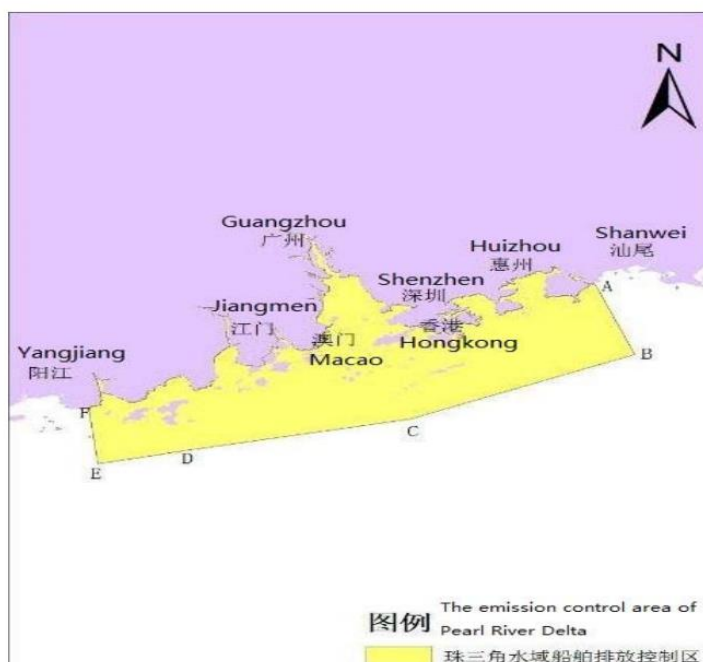 N
Guangzhou
广州
Shanwei
汕尾
Huizhou
惠州
A
Shenzhen
深圳
Jiangmen
江门
香港
Hongkong
澳门
Macao
B
Yangjiang
阳江
F
C
D
E
图例
The emission control area of
Pearl River Delta
珠三角水域船舶排放控制区